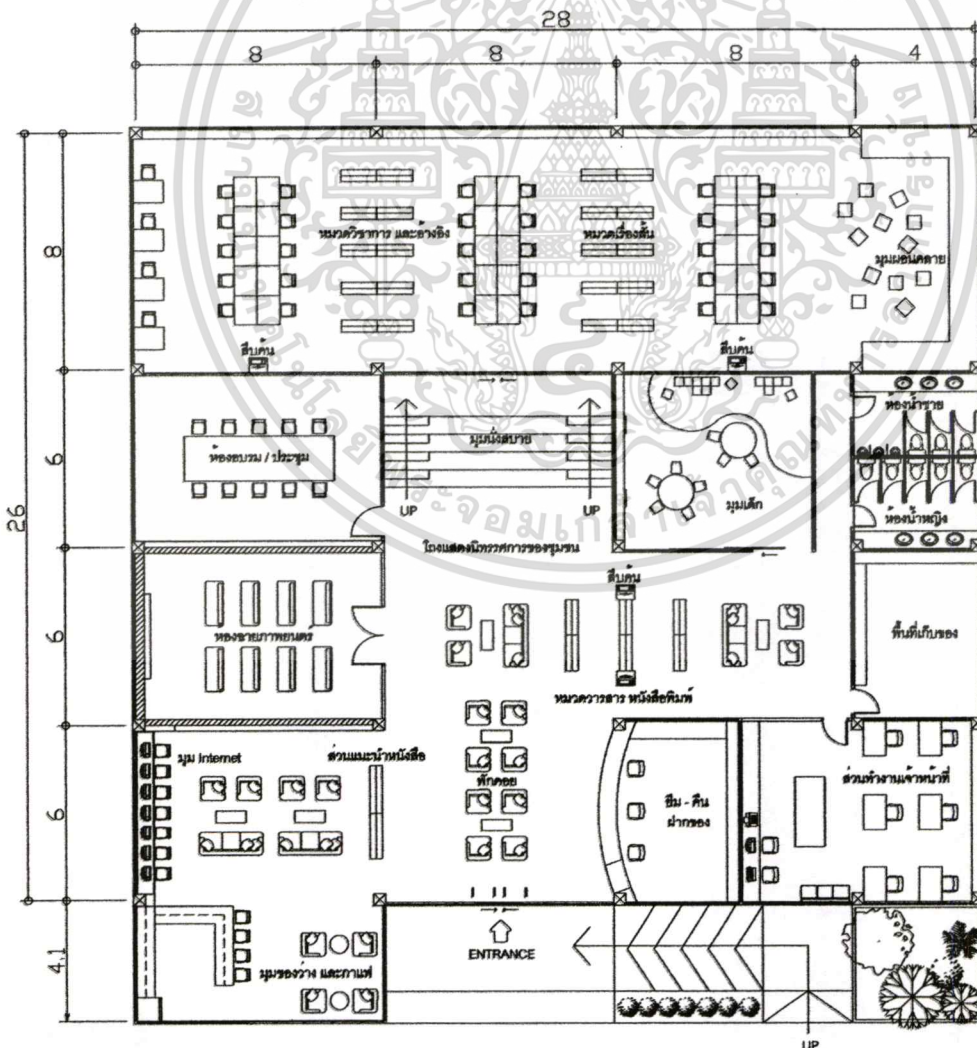 28
8
8
8
4
26
8
6
6
6
4.1
หมวดวิชาการ และอ้างอิง
หมวดเรื่องสั้น
มุมผ่อนคลาย
สืบค้น
สืบค้น
ห้องอบรม / ประชุม
มุมนั่งสบาย
UP
UP
มุมเด็ก
ห้องน้ำชาย
ห้องน้ำหญิง
โถงแสดงนิทรรศการของชุมชน
สืบค้น
ห้องฉายภาพยนตร์
หมวดวารสาร หนังสือพิมพ์
พื้นที่เก็บของ
มุม Internet
ส่วนแนะนำหนังสือ
พักคอย
ยืม - คืน
ฝากของ
ส่วนทำงานเจ้าหน้าที่
ENTRANCE
มุมของว่าง และกาแฟ
UP